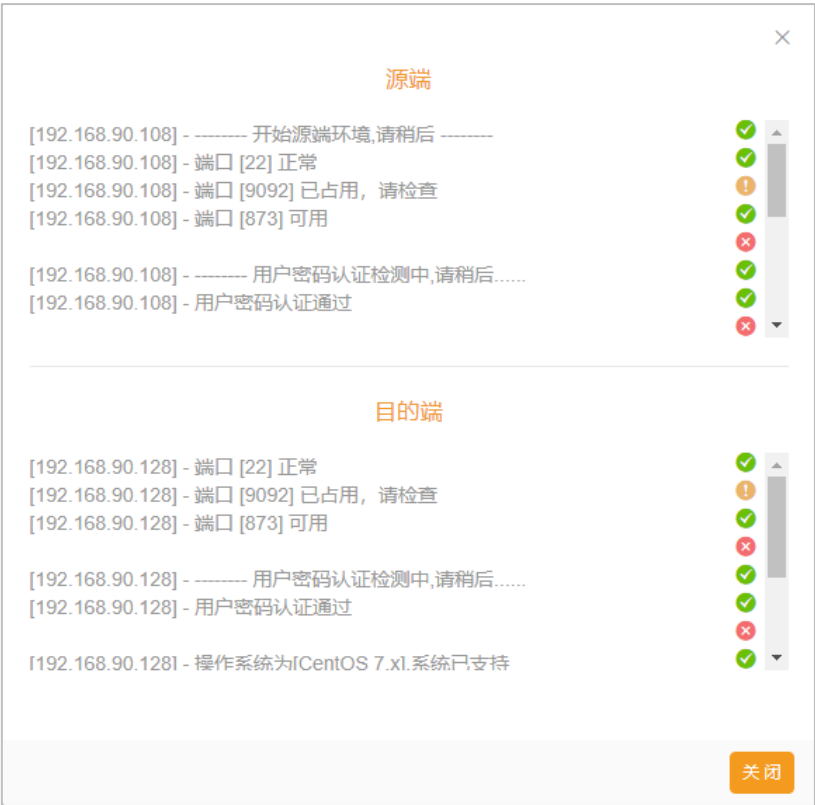 源端
[192.168.90.108] - -------- 开始源端环境,请稍后 --------
[192.168.90.108] - 端口 [22] 正常
[192.168.90.108] - 端口 [9092] 已占用，请检查
[192.168.90.108] - 端口 [873] 可用
[192.168.90.108] - -------- 用户密码认证检测中,请稍后......
[192.168.90.108] - 用户密码认证通过
目的端
[192.168.90.128] - 端口 [22] 正常
[192.168.90.128] - 端口 [9092] 已占用，请检查
[192.168.90.128] - 端口 [873] 可用
[192.168.90.128] - -------- 用户密码认证检测中,请稍后......
[192.168.90.128] - 用户密码认证通过
[192.168.90.128] - 操作系统为[CentOS 7.x],系统已支持
关闭